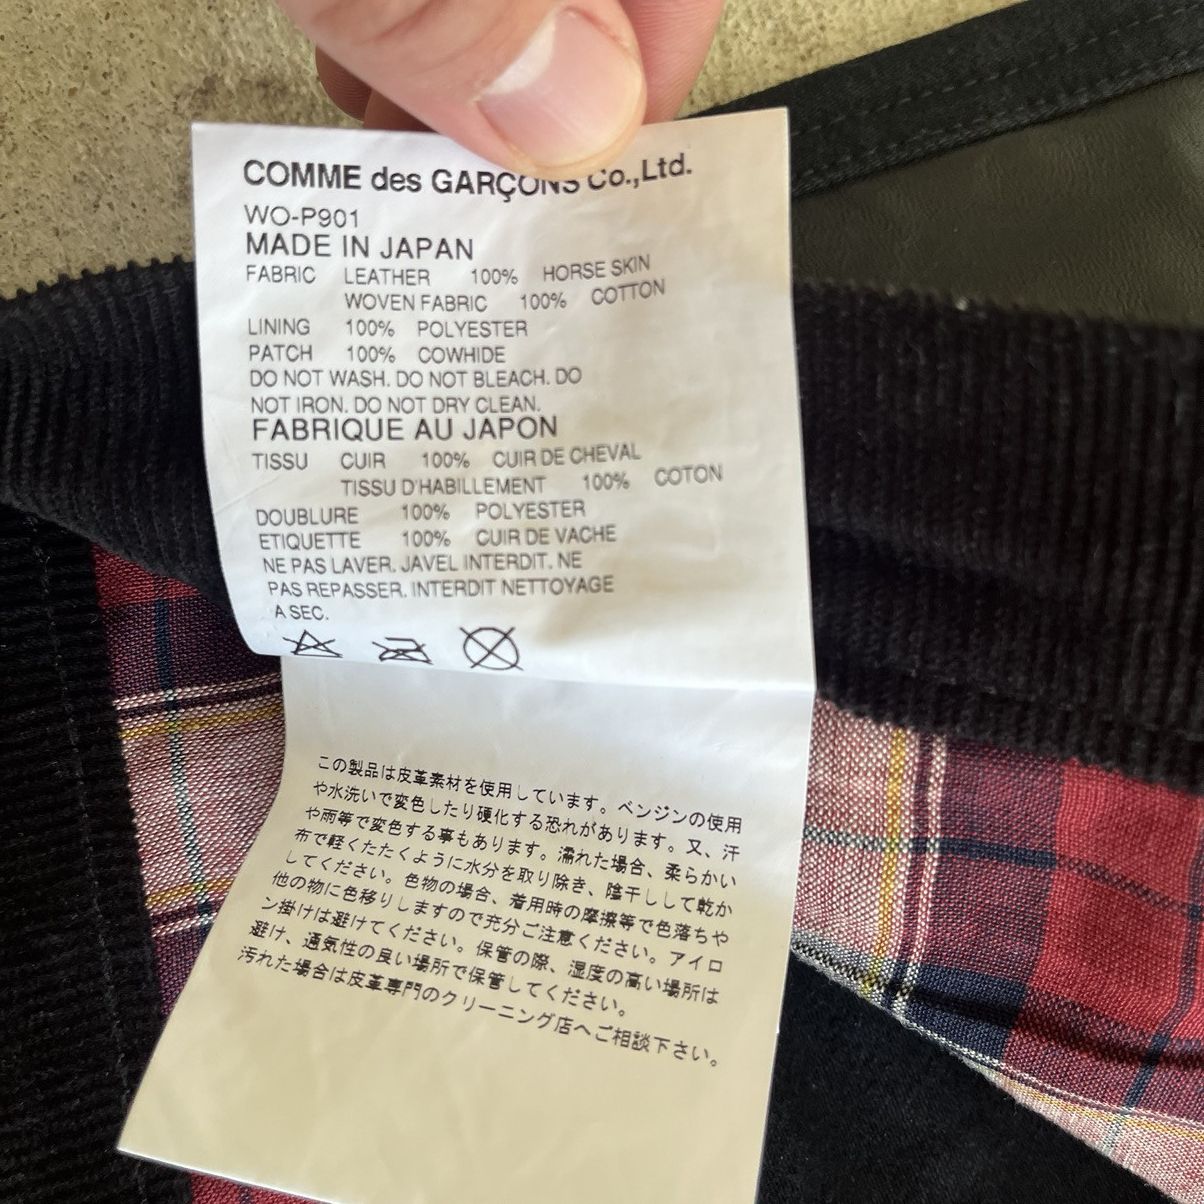 COMME des GARÇONS Co.,Ltd.
WO-P901
MADE IN JAPAN
FABRIC LEATHER 100% HORSE SKIN
WOVEN FABRIC 100% COTTON
LINING 100% POLYESTER
PATCH 100% COWHIDE
DO NOT WASH. DO NOT BLEACH. DO
NOT IRON. DO NOT DRY CLEAN.
FABRIQUE AU JAPON
TISSU CUIR 100% CUIR DE CHEVAL
TISSU D'HABILLEMENT 100% COTON
DOUBLURE 100% POLYESTER
ETIQUETTE 100% CUIR DE VACHE
NE PAS LAVER. JAVEL INTERDIT. NE
PAS REPASSER. INTERDIT NETTOYAGE
A SEC.
この製品は皮革素材を使用しています。ベンジンの使用
や水洗いで変色したり硬化する恐れがあります。又、汗
や雨等で変色する事もあります。濡れた場合、柔らかい
布で軽くたたくように水分を取り除き、陰干しして乾か
してください。色物の場合、着用時の摩擦等で色落ちや
他の物に色移りしますので充分ご注意ください。アイロ
ン掛けは避けてください。保管の際、湿度の高い場所は
避け、通気性の良い場所で保管してください。
汚れた場合は皮革専門のクリーニング店へご相談下さい。